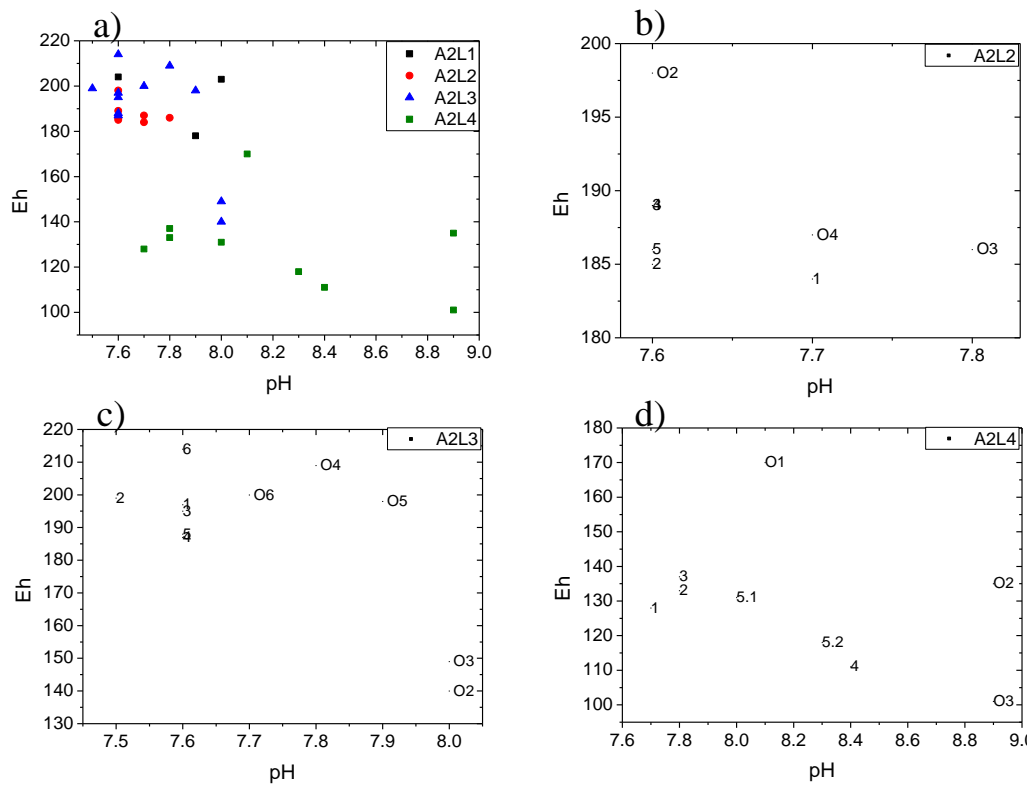 a)
220
200
180
160
140
120
100
Eh
7.6 7.8 8.0 8.2 8.4 8.6 8.8 9.0
pH
A2L1
A2L2
A2L3
A2L4
b)
200
195
190
185
180
Eh
7.6 7.7 7.8
pH
A2L2
O2
3
4
5
2
O4
1
O3
c)
220
210
200
190
180
170
160
150
140
130
Eh
7.5 7.6 7.7 7.8 7.9 8.0
pH
A2L3
6
2
1
3
5
4
O6
O4
O5
O3
O2
d)
180
170
160
150
140
130
120
110
100
Eh
7.6 7.8 8.0 8.2 8.4 8.6 8.8 9.0
pH
A2L4
O1
3
2
1
5.1
5.2
4
O2
O3